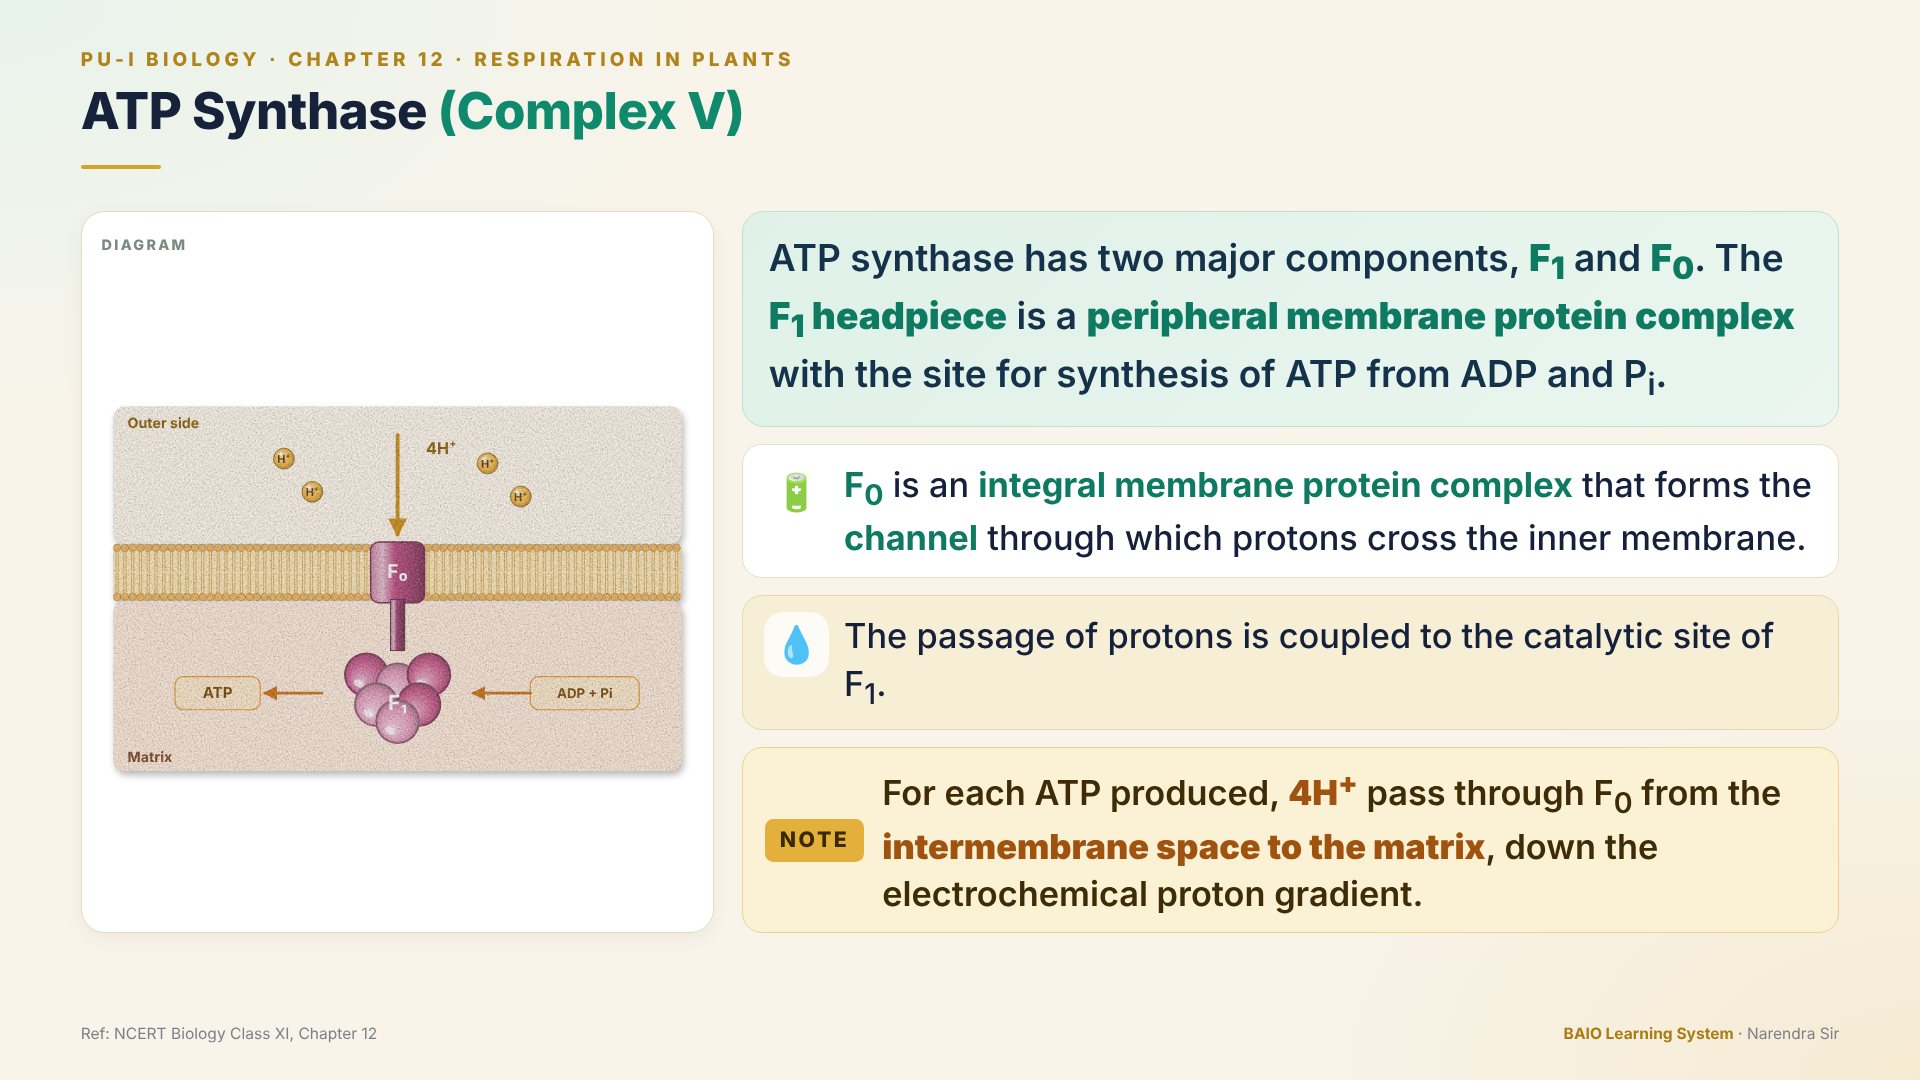 PU-I BIOLOGY · CHAPTER 12 · RESPIRATION IN PLANTS
ATP Synthase (Complex V)
DIAGRAM
Outer side
4H⁺
H⁺
H⁺
H⁺
H⁺
F₀
ATP
F₁
ADP + Pi
Matrix
ATP synthase has two major components, F₁ and F₀. The
F₁ headpiece is a peripheral membrane protein complex
with the site for synthesis of ATP from ADP and Pᵢ.
F₀ is an integral membrane protein complex that forms the
channel through which protons cross the inner membrane.
The passage of protons is coupled to the catalytic site of
F₁.
NOTE
For each ATP produced, 4H⁺ pass through F₀ from the
intermembrane space to the matrix, down the
electrochemical proton gradient.
Ref: NCERT Biology Class XI, Chapter 12
BAIO Learning System · Narendra Sir